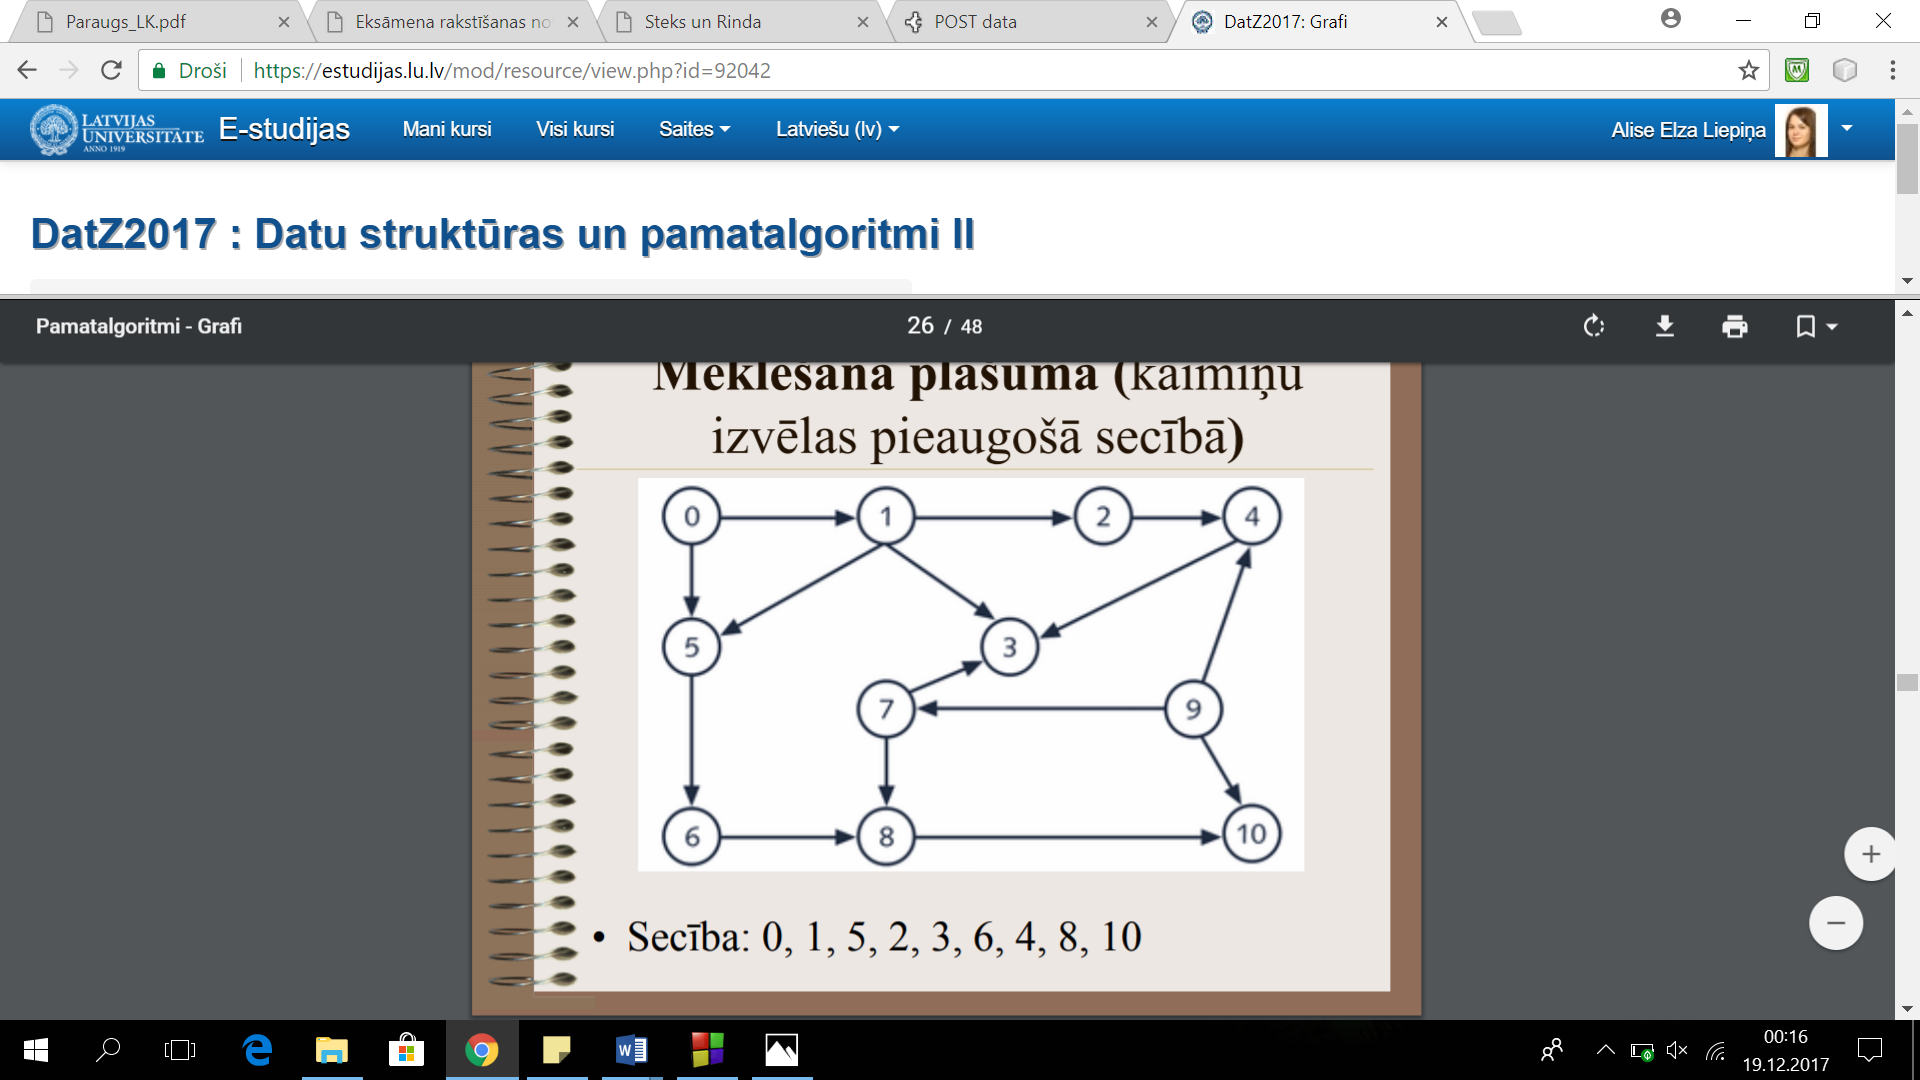 Paraugs_LK.pdf
Eksāmena rakstīšanas no
Steks un Rinda
POST data
DatZ2017: Grafi
Droši
https://estudijas.lu.lv/mod/resource/view.php?id=92042
LATVIJAS
UNIVERSITĀTE
ANNO 1919
E-studijas
Mani kursi
Visi kursi
Saites
Latviešu (lv)
Alise Elza Liepiņa
DatZ2017 : Datu struktūras un pamatalgoritmi II
Pamatalgoritmi - Grafi
26 / 48
Meklēšana plašumā (kaimiņu
izvēlas pieaugošā secībā)
0
1
2
4
5
3
7
9
6
8
10
• Secība: 0, 1, 5, 2, 3, 6, 4, 8, 10
00:16
19.12.2017